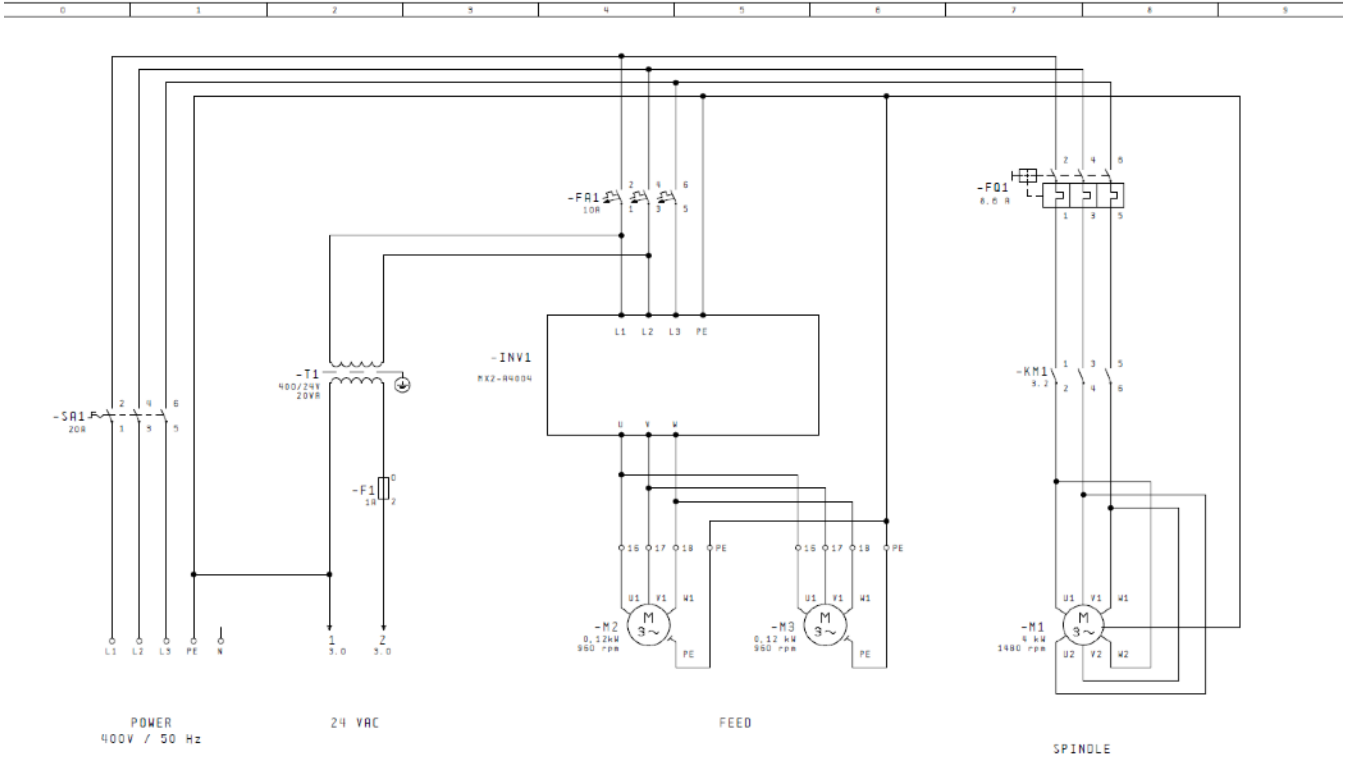 0 1 2 3 4 5 6 7 8 9
2 4 6
-FQ1
8.6 A
1 3 5
2 4 6
-FA1
10A
1 3 5
L1 L2 L3 PE
-INV1
MX2-A4004
U V W
-T1
400/24V
20VA
1 3 5
-KM1
3.2
2 4 6
2 4 6
-SA1
20A
1 3 5
0
-F1
1A
2
16 17 18 PE
16 17 18 PE
U1 V1 W1
M
3~
-M2
0,12kW
960 rpm
PE
U1 V1 W1
M
3~
-M3
0,12 kW
960 rpm
PE
U1 V1 W1
M
3~
-M1
4 kW
1480 rpm
U2 V2 W2
L1 L2 L3 PE N
1
3.0
2
3.0
POWER
400V / 50 Hz
24 VAC
FEED
SPINDLE